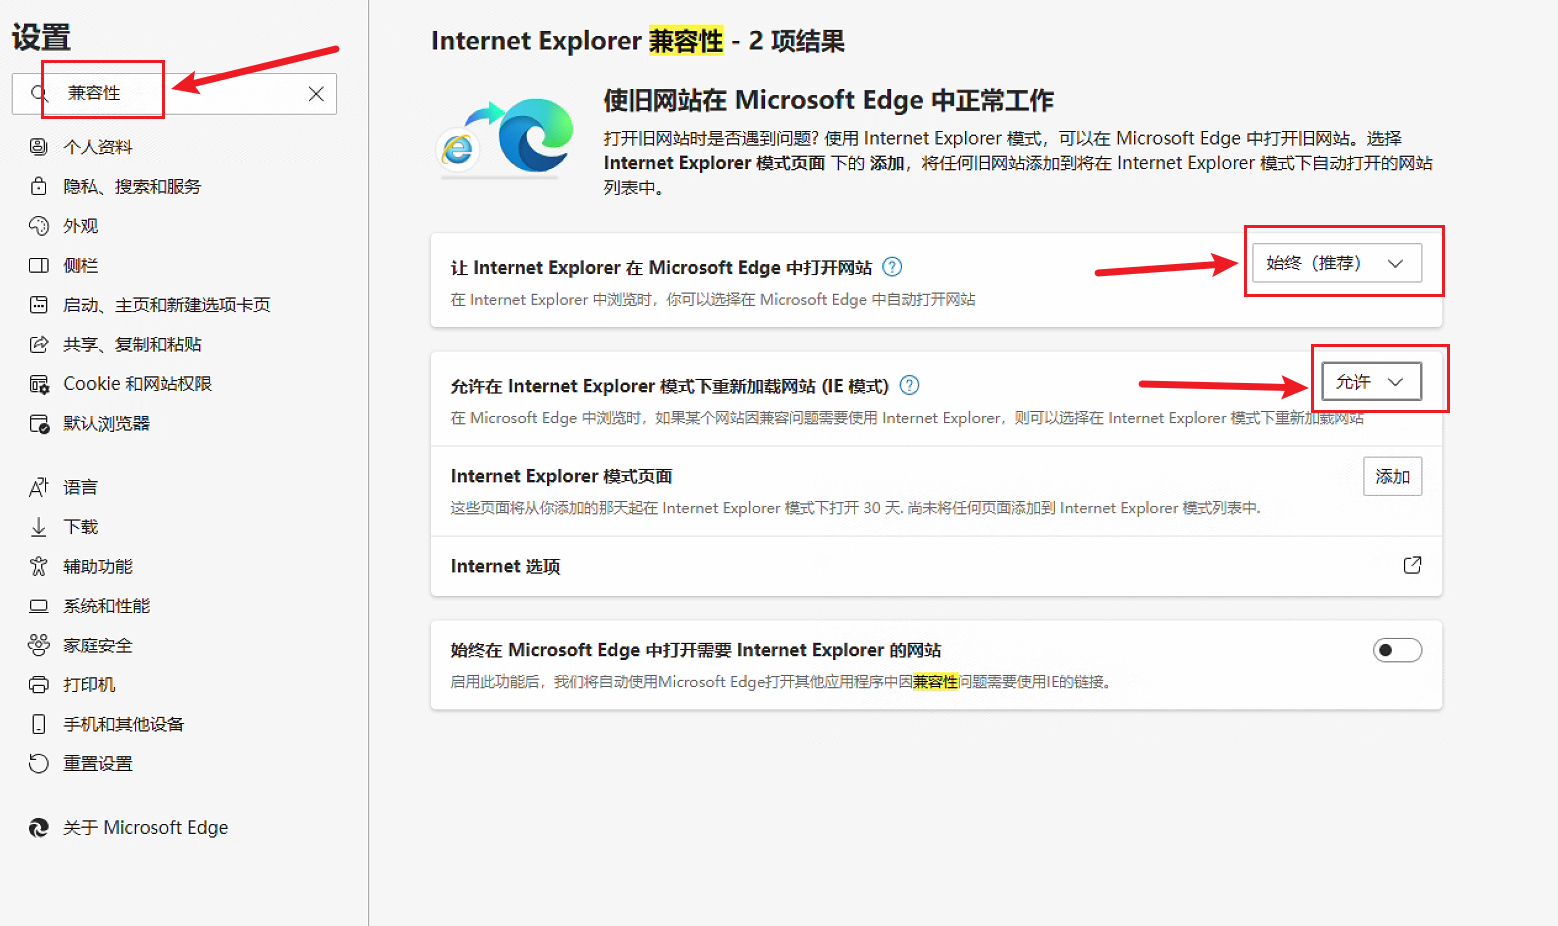 设置
兼容性
个人资料
隐私、搜索和服务
外观
侧栏
启动、主页和新建选项卡页
共享、复制和粘贴
Cookie 和网站权限
默认浏览器
语言
下载
辅助功能
系统和性能
家庭安全
打印机
手机和其他设备
重置设置
关于 Microsoft Edge
Internet Explorer 兼容性 - 2 项结果
使旧网站在 Microsoft Edge 中正常工作
打开旧网站时是否遇到问题? 使用 Internet Explorer 模式，可以在 Microsoft Edge 中打开旧网站。选择
Internet Explorer 模式页面 下的 添加，将任何旧网站添加到将在 Internet Explorer 模式下自动打开的网站
列表中。
让 Internet Explorer 在 Microsoft Edge 中打开网站
始终（推荐）
在 Internet Explorer 中浏览时，你可以选择在 Microsoft Edge 中自动打开网站
允许在 Internet Explorer 模式下重新加载网站 (IE 模式)
允许
在 Microsoft Edge 中浏览时，如果某个网站因兼容问题需要使用 Internet Explorer，则可以选择在 Internet Explorer 模式下重新加载网站
Internet Explorer 模式页面
添加
这些页面将从你添加的那天起在 Internet Explorer 模式下打开 30 天. 尚未将任何页面添加到 Internet Explorer 模式列表中.
Internet 选项
始终在 Microsoft Edge 中打开需要 Internet Explorer 的网站
启用此功能后，我们将自动使用Microsoft Edge打开其他应用程序中因兼容性问题需要使用IE的链接。